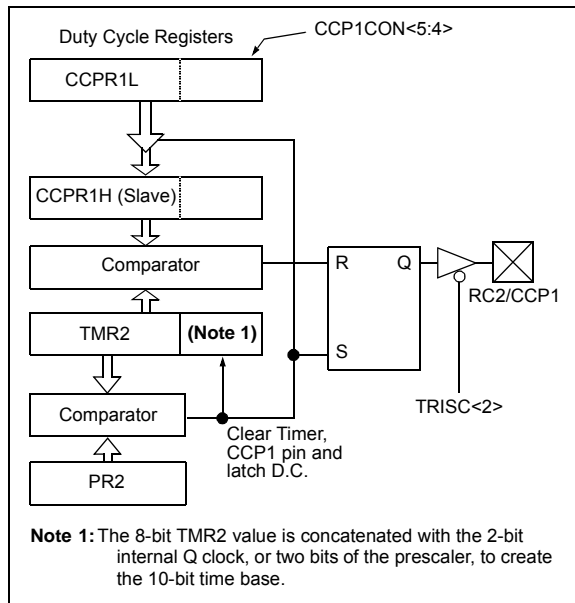 Duty Cycle Registers
CCP1CON<5:4>
CCPR1L
CCPR1H (Slave)
Comparator
R
Q
RC2/CCP1
TMR2
(Note 1)
S
TRISC<2>
Comparator
Clear Timer,
CCP1 pin and
latch D.C.
PR2
Note 1: The 8-bit TMR2 value is concatenated with the 2-bit
internal Q clock, or two bits of the prescaler, to create
the 10-bit time base.